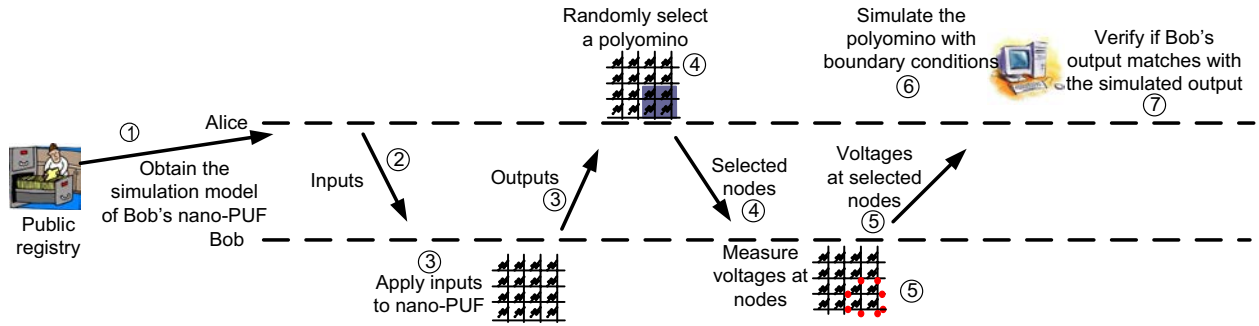 Randomly select
a polyomino
④
Simulate the
polyomino with
boundary conditions
⑥
Verify if Bob's
output matches with
the simulated output
⑦
①
Alice
Obtain the
simulation model
of Bob's nano-PUF
Public
registry
②
Inputs
Outputs
③
Selected
nodes
④
Voltages
at selected
nodes
⑤
Bob
③
Apply inputs
to nano-PUF
Measure
voltages at
nodes
⑤